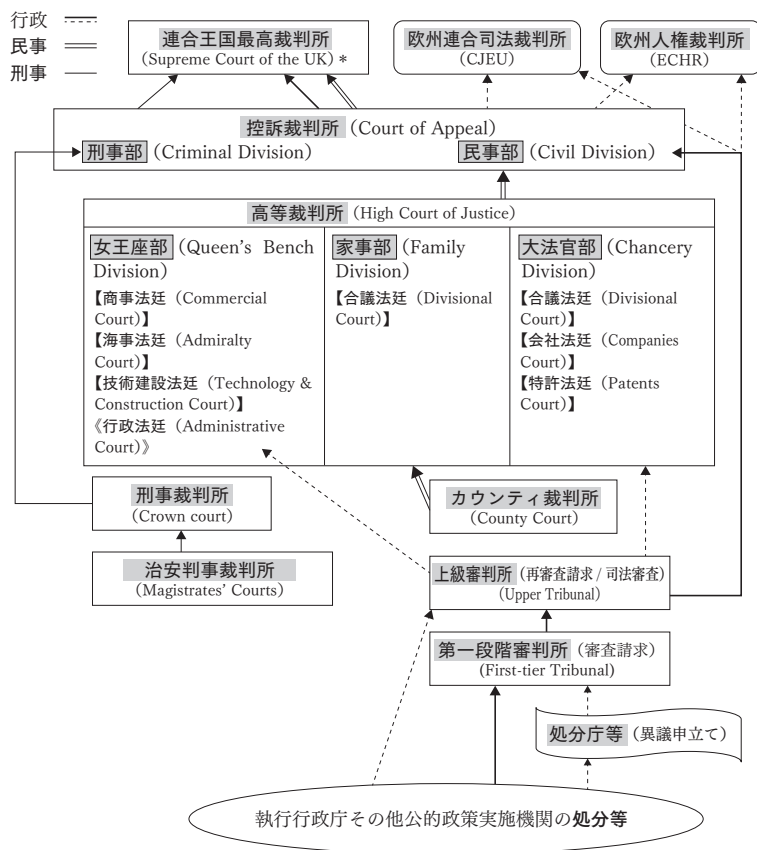 行政
民事
刑事
連合王国最高裁判所
(Supreme Court of the UK)*
欧州連合司法裁判所
(CJEU)
欧州人権裁判所
(ECHR)
控訴裁判所 (Court of Appeal)
刑事部 (Criminal Division)
民事部 (Civil Division)
高等裁判所 (High Court of Justice)
女王座部 (Queen's Bench
Division)
【商事法廷 (Commercial
Court)】
【海事法廷 (Admiralty
Court)】
【技術建設法廷 (Technology &
Construction Court)】
《行政法廷 (Administrative
Court)》
家事部 (Family
Division)
【合議法廷 (Divisional
Court)】
大法官部 (Chancery
Division)
【合議法廷 (Divisional
Court)】
【会社法廷 (Companies
Court)】
【特許法廷 (Patents
Court)】
刑事裁判所
(Crown court)
カウンティ裁判所
(County Court)
治安判事裁判所
(Magistrates' Courts)
上級審判所 (再審査請求 / 司法審査)
(Upper Tribunal)
第一段階審判所 (審査請求)
(First-tier Tribunal)
処分庁等 (異議申立て)
執行行政庁その他公的政策実施機関の処分等